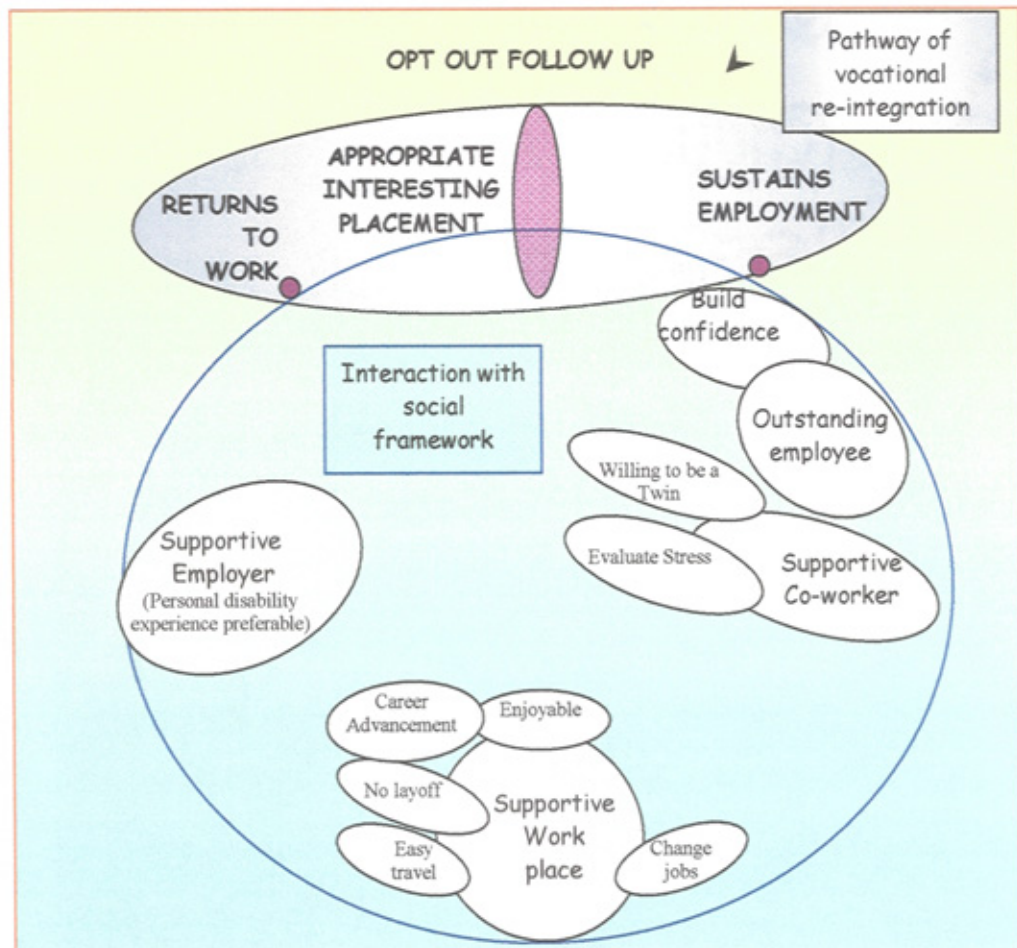 OPT OUT FOLLOW UP
Pathway of
vocational
re-integration
RETURNS
TO
WORK
APPROPRIATE
INTERESTING
PLACEMENT
SUSTAINS
EMPLOYMENT
Build
confidence
Interaction with
social
framework
Outstanding
employee
Willing to be a
Twin
Evaluate Stress
Supportive
Co-worker
Supportive
Employer
(Personal disability
experience preferable)
Career
Advancement
Enjoyable
No layoff
Easy
travel
Supportive
Work
place
Change
jobs